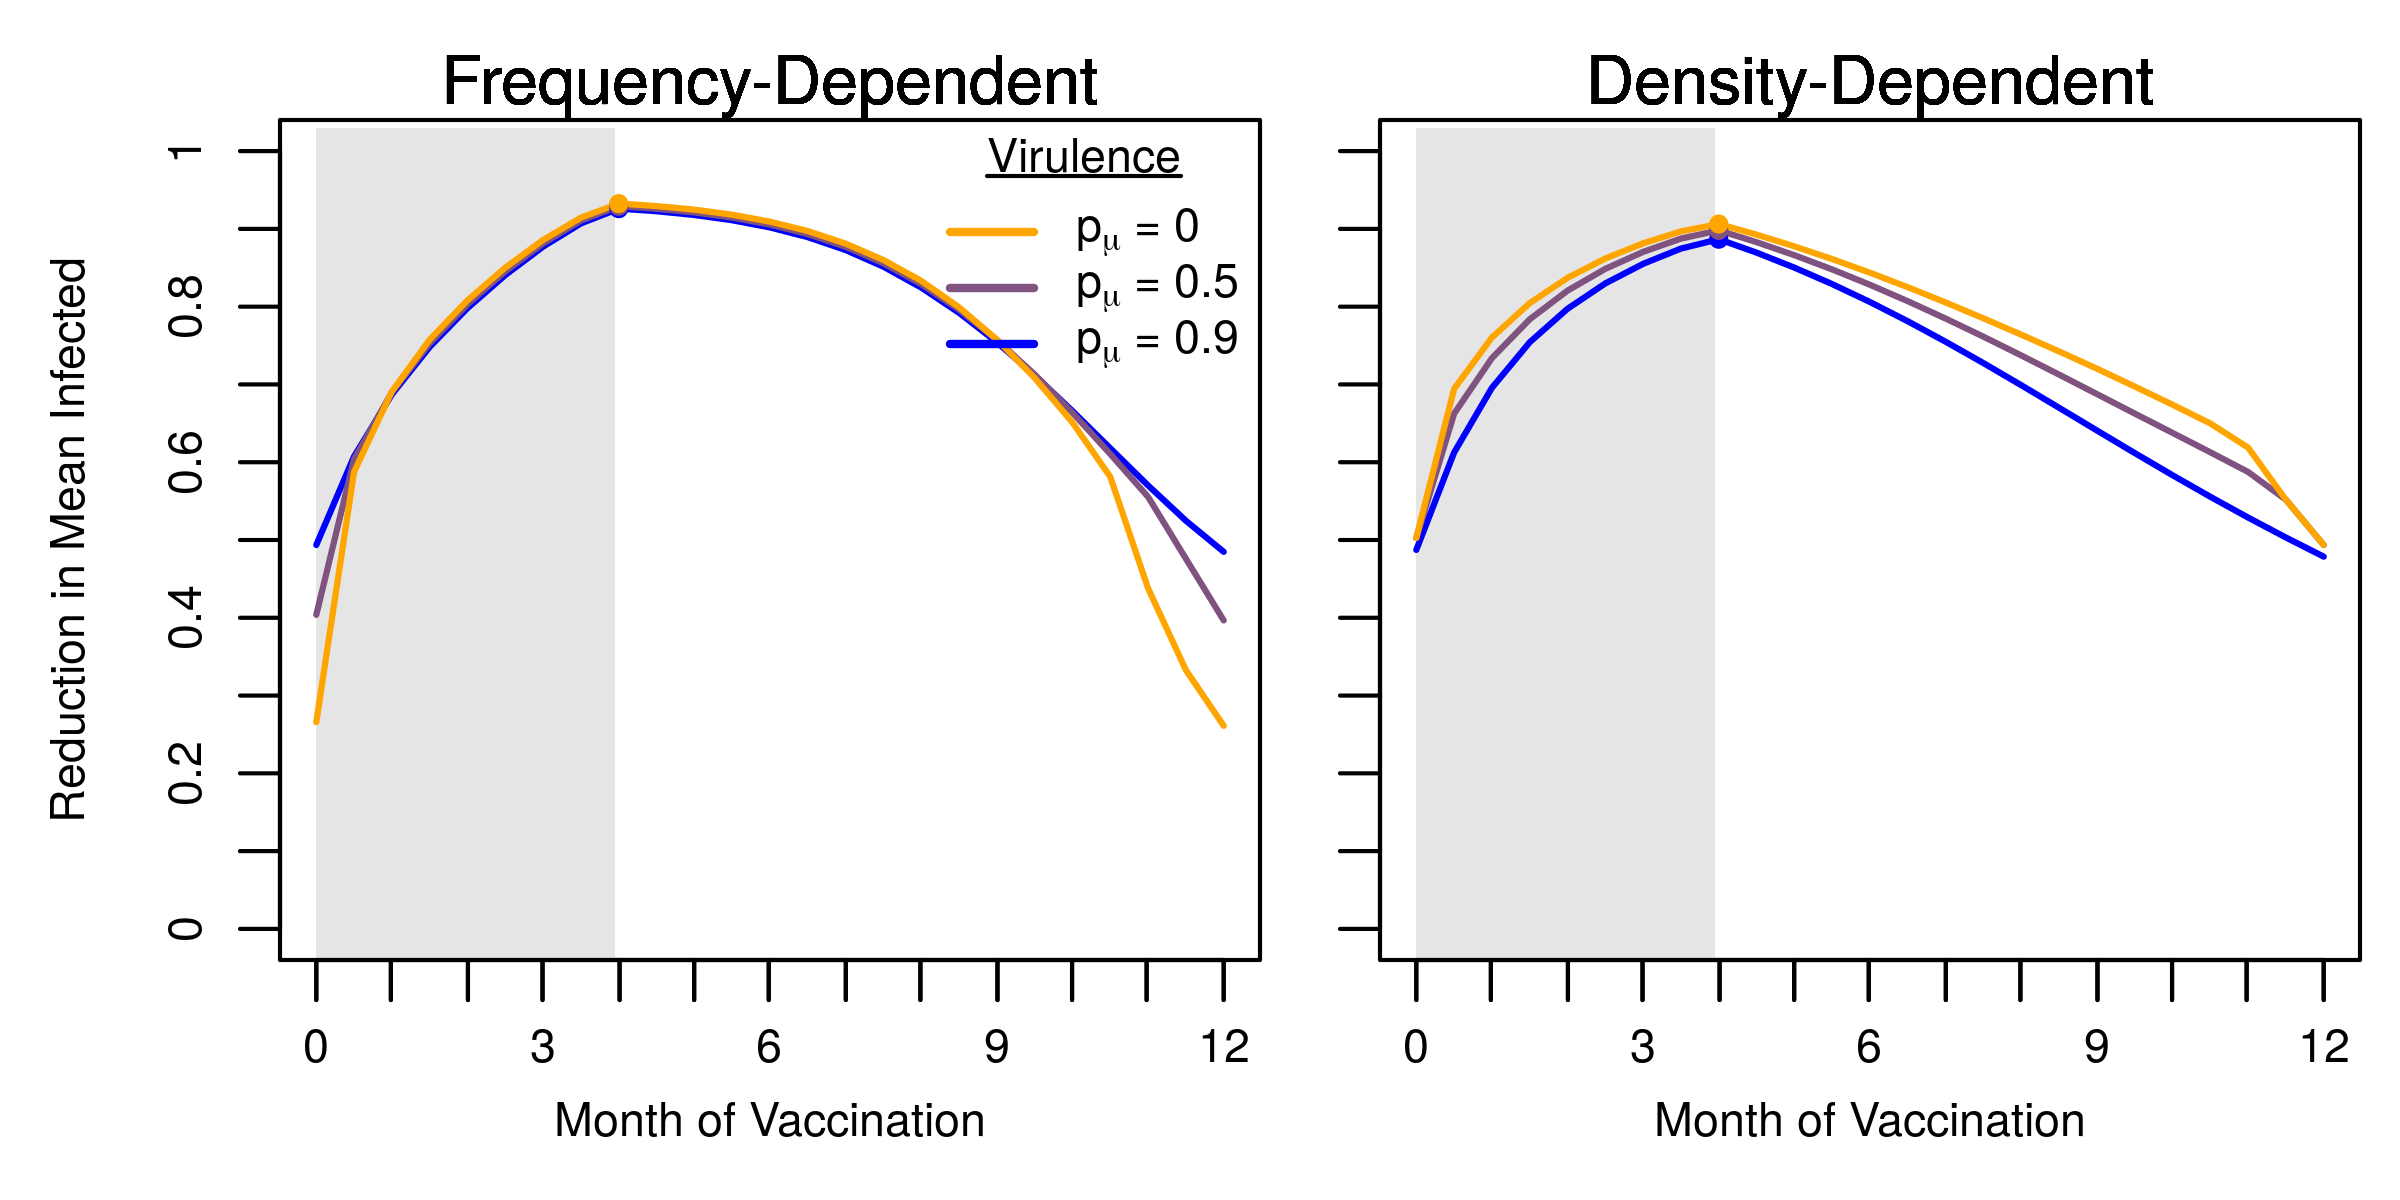 Frequency-Dependent
Density-Dependent
Reduction in Mean Infected
1
0.8
0.6
0.4
0.2
0
Virulence
pμ = 0
pμ = 0.5
pμ = 0.9
0 3 6 9 12
0 3 6 9 12
Month of Vaccination
Month of Vaccination